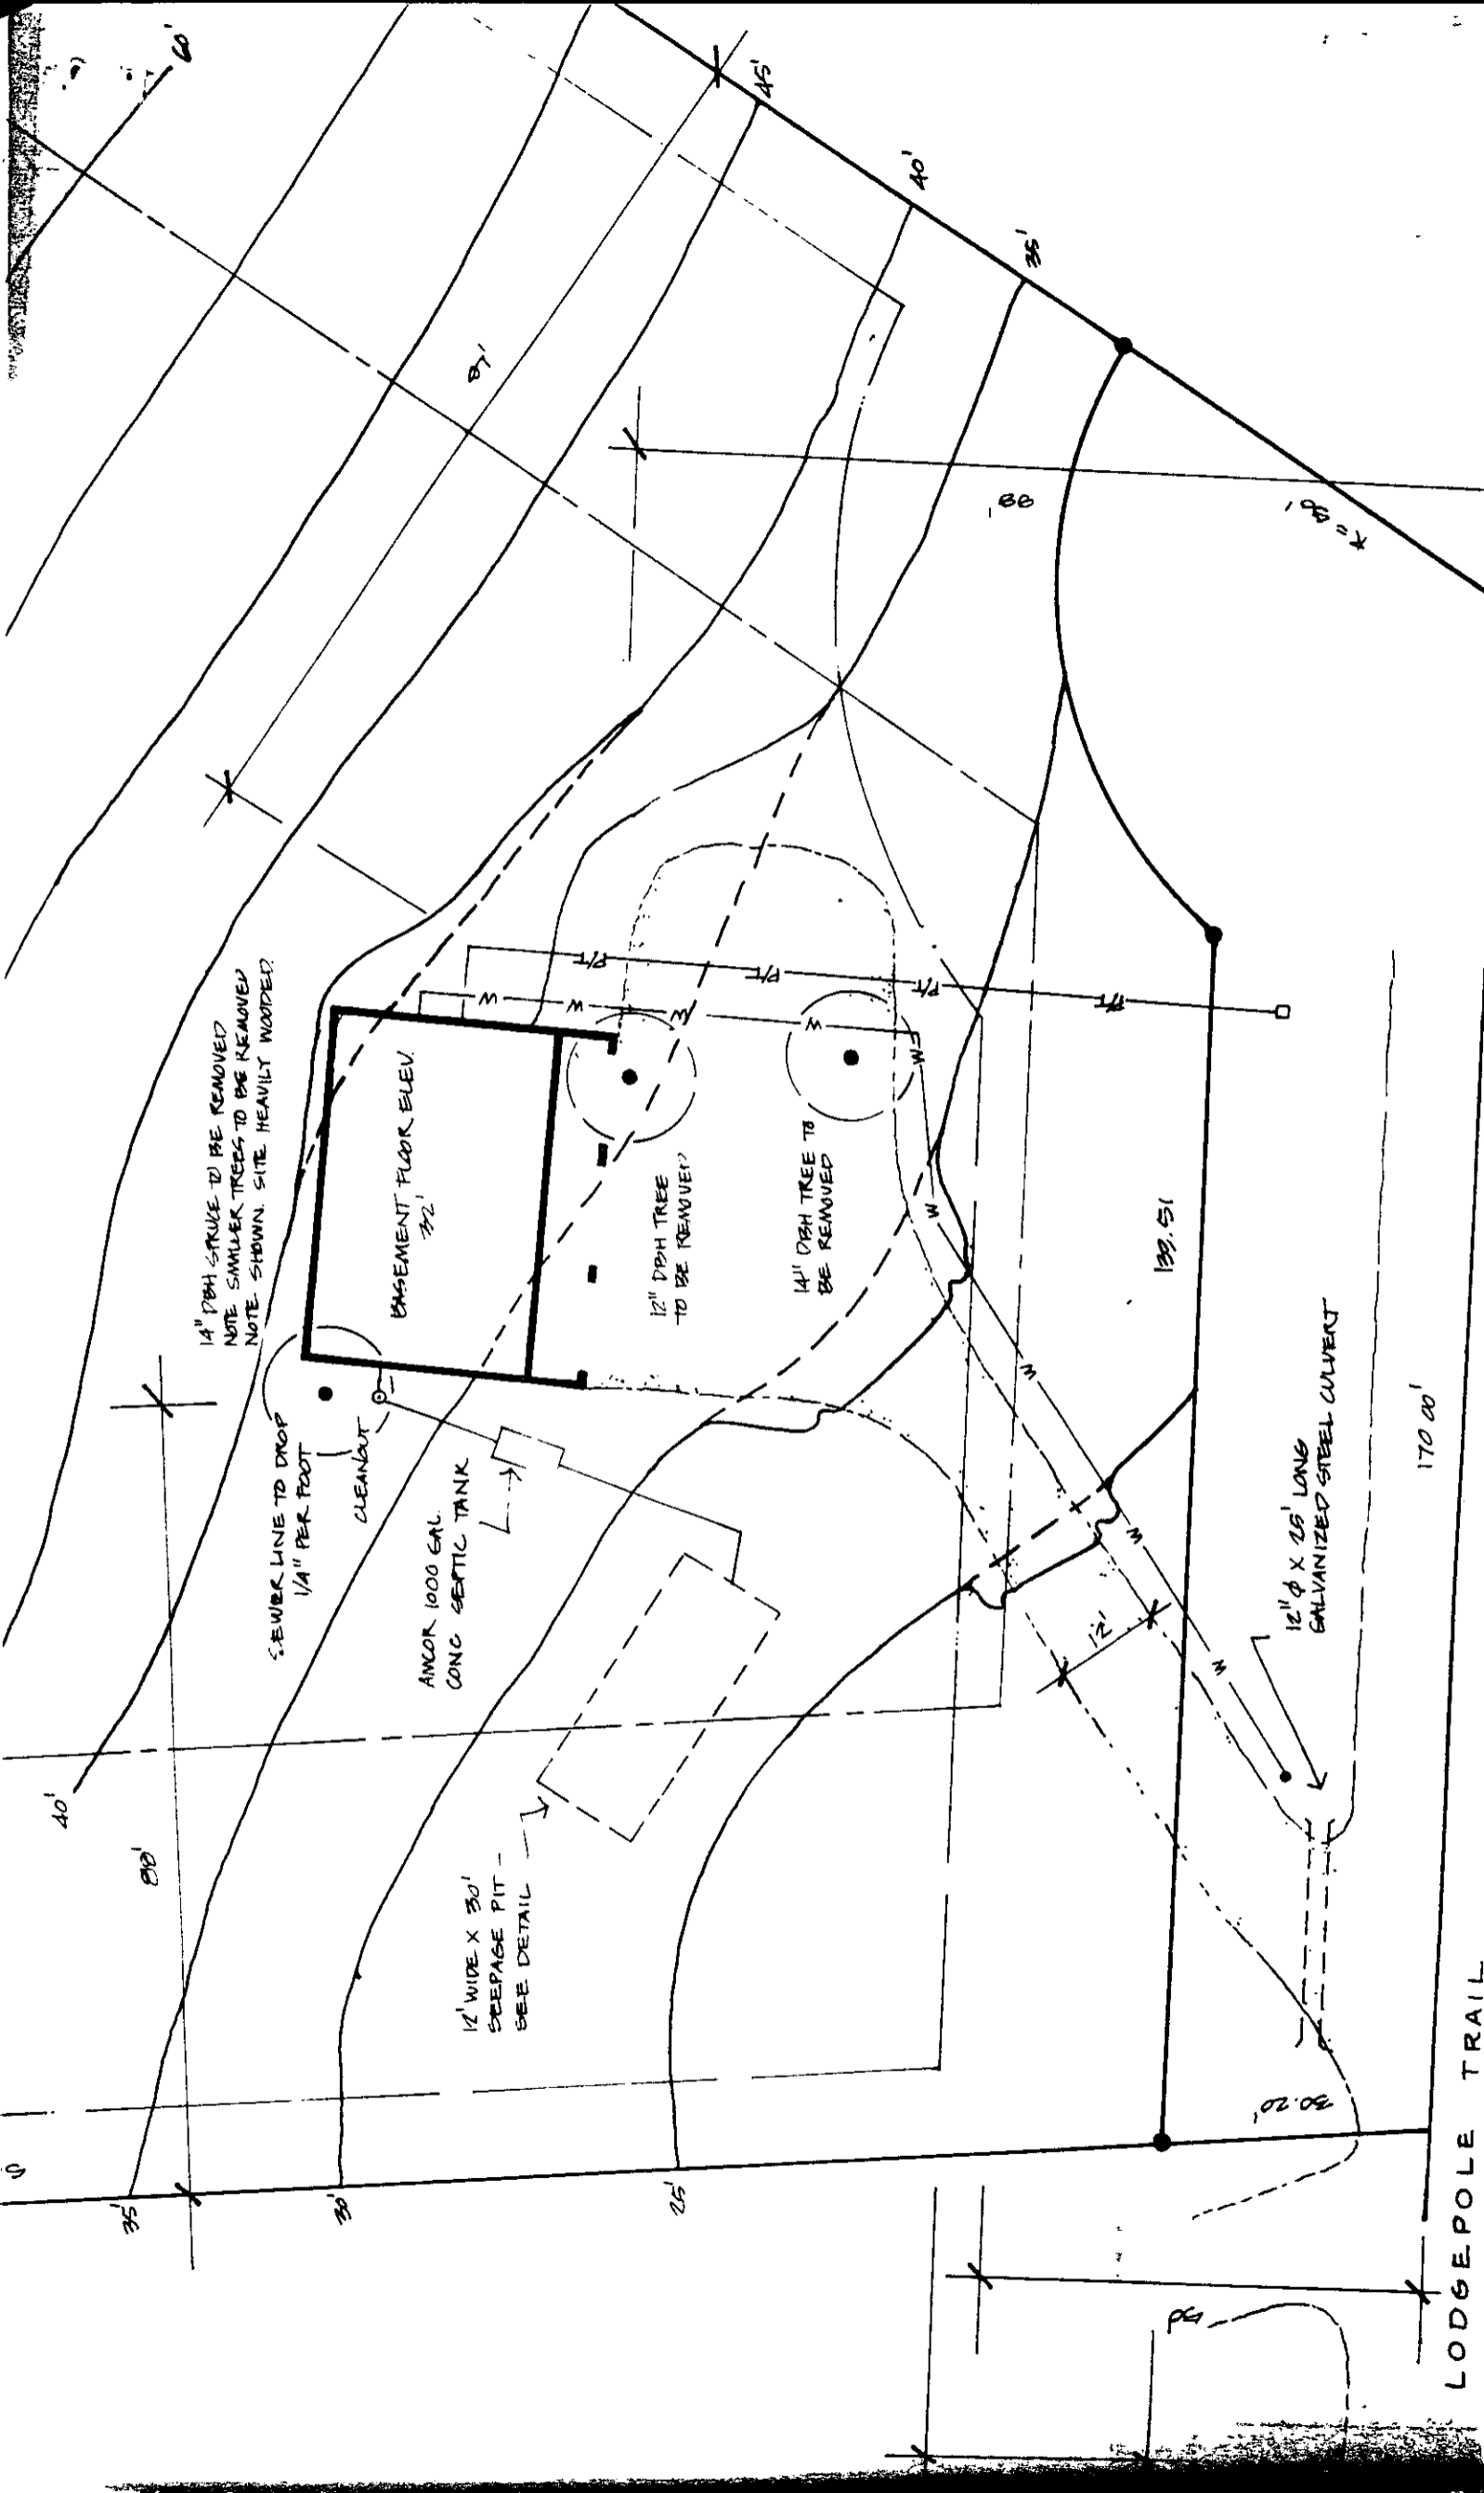 60'
45'
40'
35'
87'
88'
14" DBH SPRUCE TO BE REMOVED
NOTE SMALLER TREES TO BE REMOVED
NOTE SHOWN. SITE HEAVILY WOODED.
BASEMENT FLOOR ELEV.
32'
P/T
P/T
P/T
P/T
W
W
W
W
W
W
W
W
W
12" DBH TREE
TO BE REMOVED
14" DBH TREE TO
BE REMOVED
SEWER LINE TO DROP
1/4" PER FOOT
CLEANOUT
ANCOR 1000 GAL.
CONC SEPTIC TANK
12' WIDE X 30'
SEEPAGE PIT -
SEE DETAIL
40'
35'
30'
25'
139.51
12'
12" φ X 25' LONG
GALVANIZED STEEL CULVERT
170.00'
30.20'
LODGEPOLE TRAIL